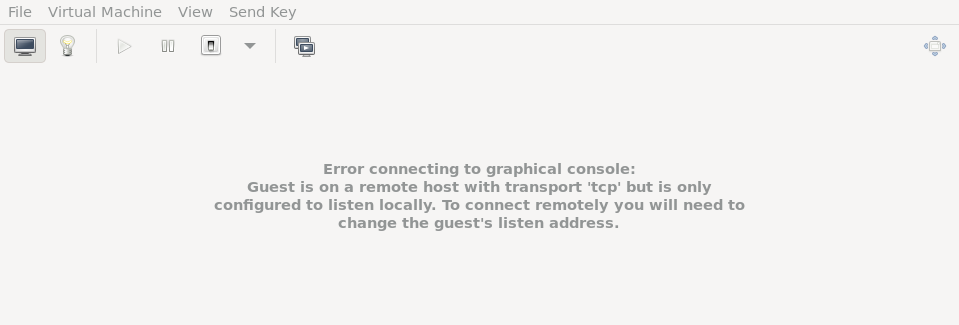 File Virtual Machine View Send Key
Error connecting to graphical console:
Guest is on a remote host with transport 'tcp' but is only
configured to listen locally. To connect remotely you will need to
change the guest's listen address.